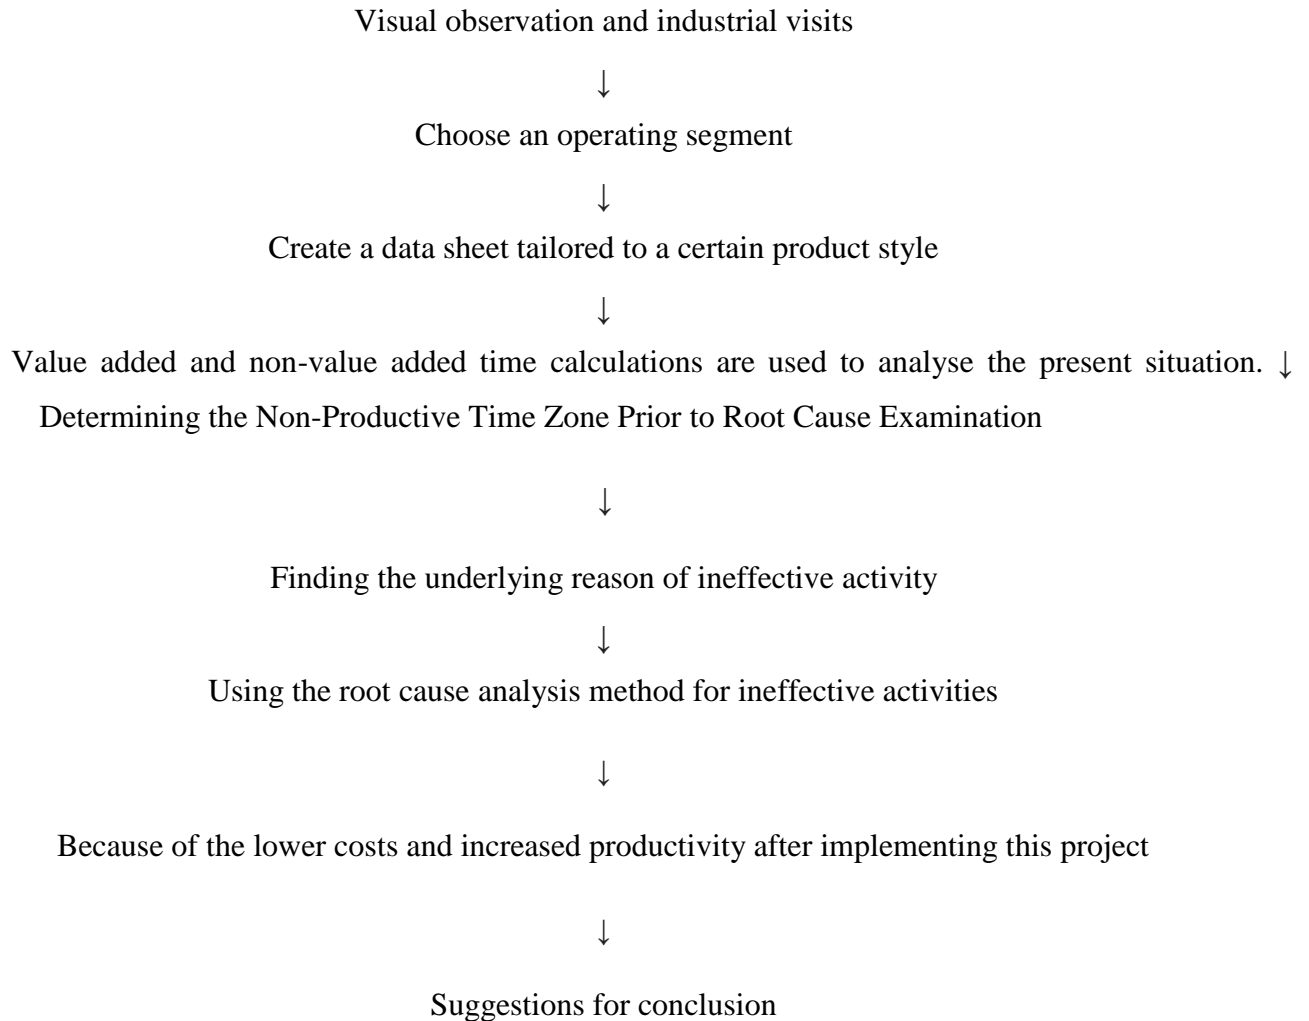 Visual observation and industrial visits
↓
Choose an operating segment
↓
Create a data sheet tailored to a certain product style
↓
Value added and non-value added time calculations are used to analyse the present situation. ↓
Determining the Non-Productive Time Zone Prior to Root Cause Examination
↓
Finding the underlying reason of ineffective activity
↓
Using the root cause analysis method for ineffective activities
↓
Because of the lower costs and increased productivity after implementing this project
↓
Suggestions for conclusion